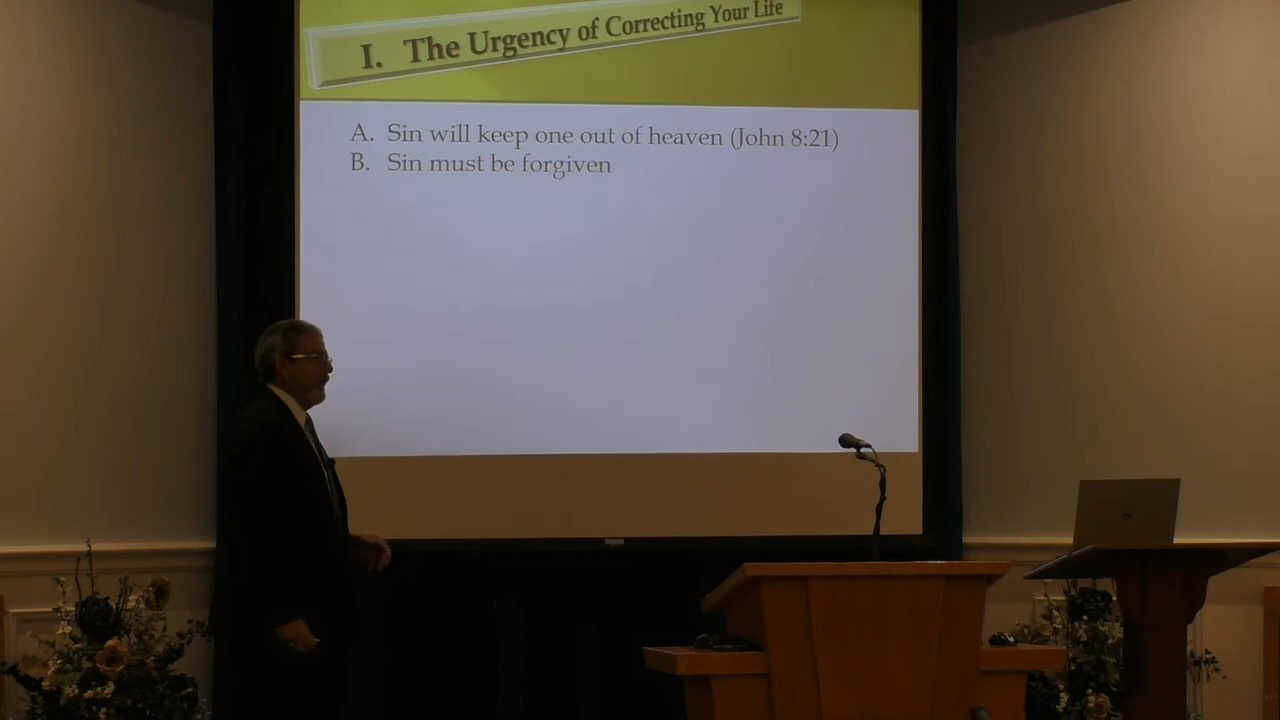 I. The Urgency of Correcting Your Life
A. Sin will keep one out of heaven (John 8:21)
B. Sin must be forgiven